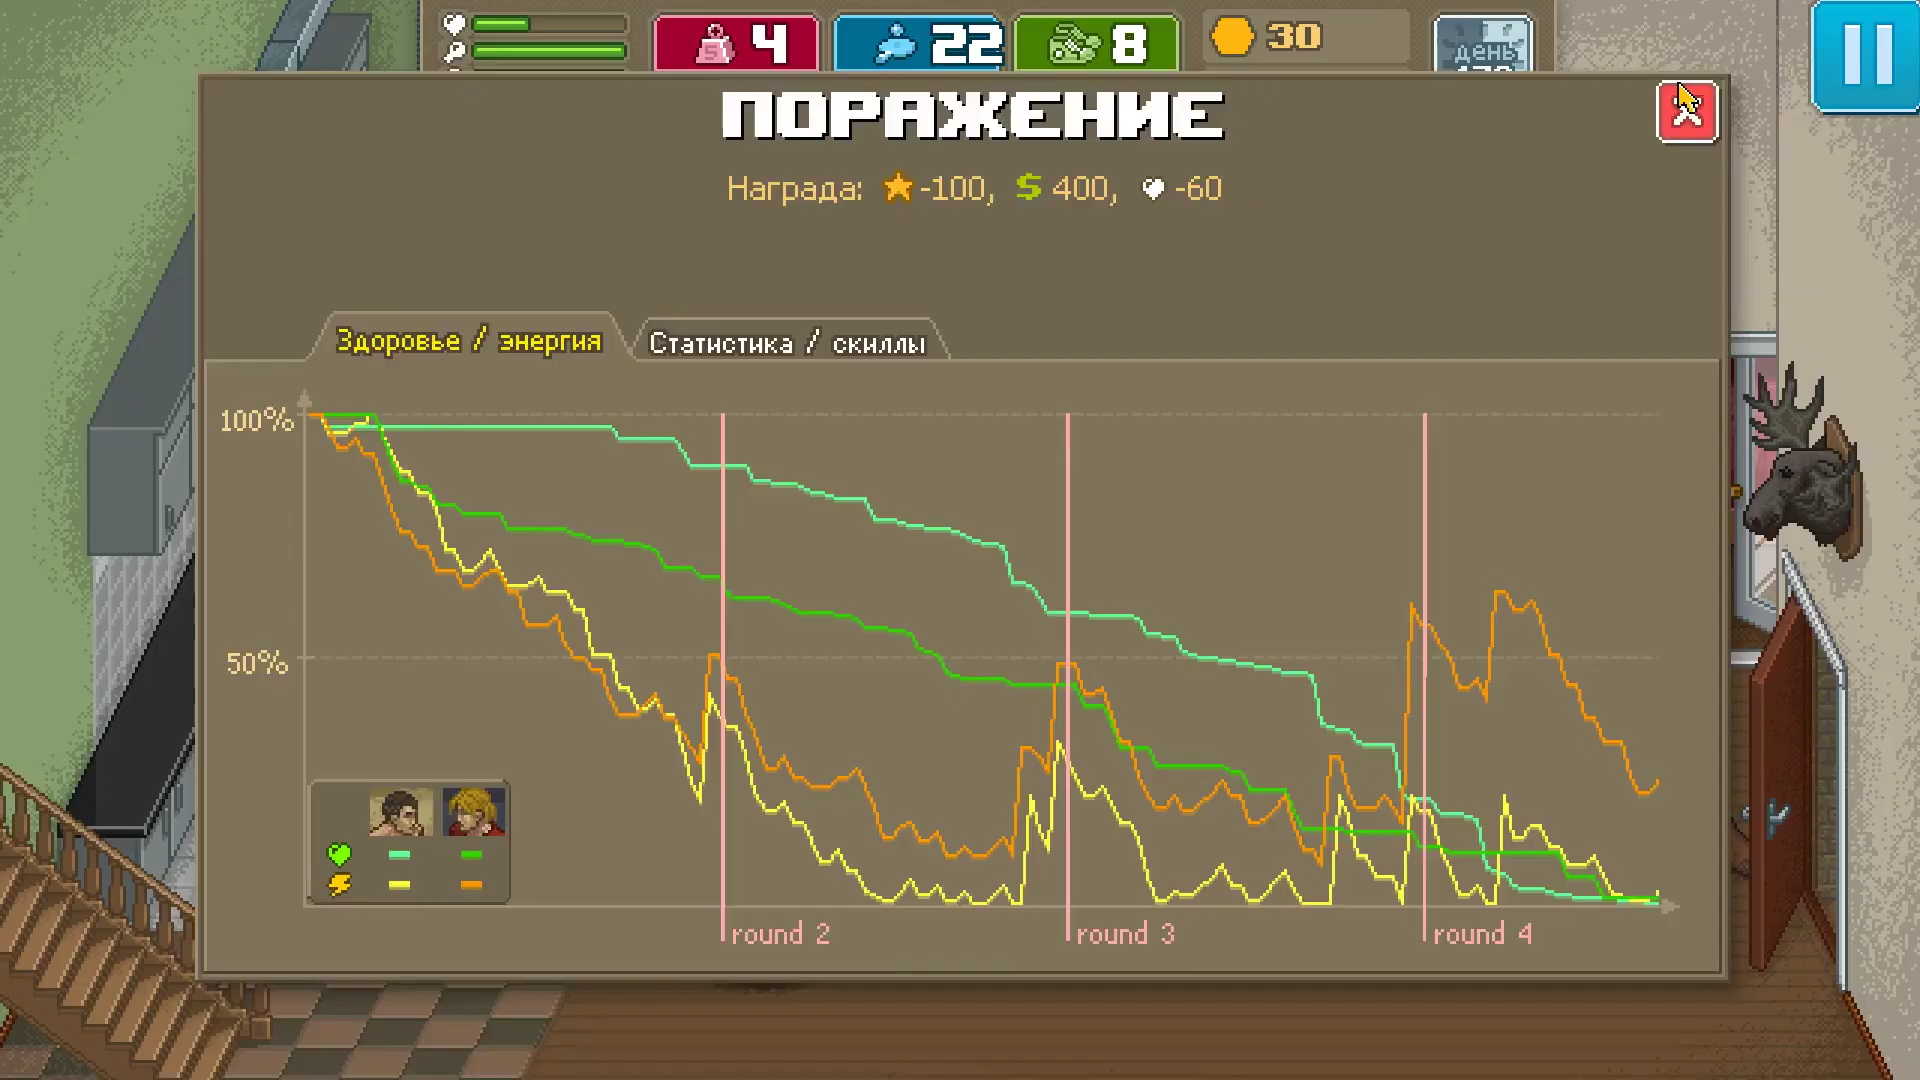 4
22
8
30
день
ПОРАЖЕНИЕ
Награда: -100, $ 400, -60
Здоровье / энергия
Статистика / скиллы
100%
50%
round 2
round 3
round 4